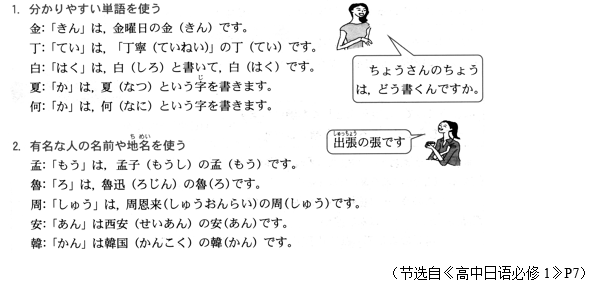 1. 分かりやすい単語を使う
金:「きん」は,金曜日の金(きん)です。
丁:「てい」は,「丁寧(ていねい)」の丁(てい)です。
白:「はく」は,白(しろ)と書いて,白(はく)です。
夏:「か」は,夏(なつ)という字を書きます。
じ
何:「か」は,何(なに)という字を書きます。
ちょうさんのちょう
は,どう書くんですか。
2. 有名な人の名前や地名を使う
ちめい
孟:「もう」は,孟子(もうし)の孟(もう)です。
魯:「ろ」は,魯迅(ろじん)の魯(ろ)です。
周:「しゅう」は,周恩来(しゅうおんらい)の周(しゅう)です。
安:「あん」は西安(せいあん)の安(あん)です。
韓:「かん」は韓国(かんこく)の韓(かん)です。
しゅっちょう
出張の張です
(节选自《高中日语必修1》P7)